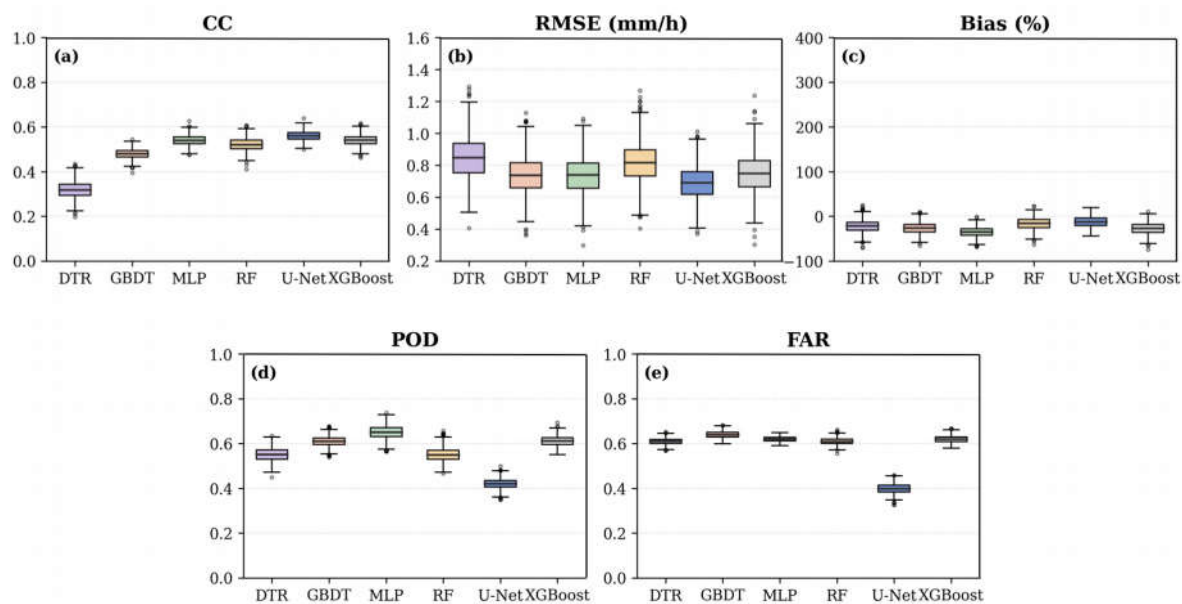 CC
RMSE (mm/h)
Bias (%)
1.0
0.8
0.6
0.4
0.2
0.0
(a)
DTR GBDT MLP RF U-Net XGBoost
1.6
1.4
1.2
1.0
0.8
0.6
0.4
0.2
(b)
DTR GBDT MLP RF U-Net XGBoost
400
300
200
100
0
−100
(c)
DTR GBDT MLP RF U-Net XGBoost
POD
FAR
1.0
0.8
0.6
0.4
0.2
0.0
(d)
DTR GBDT MLP RF U-Net XGBoost
1.0
0.8
0.6
0.4
0.2
0.0
(e)
DTR GBDT MLP RF U-Net XGBoost